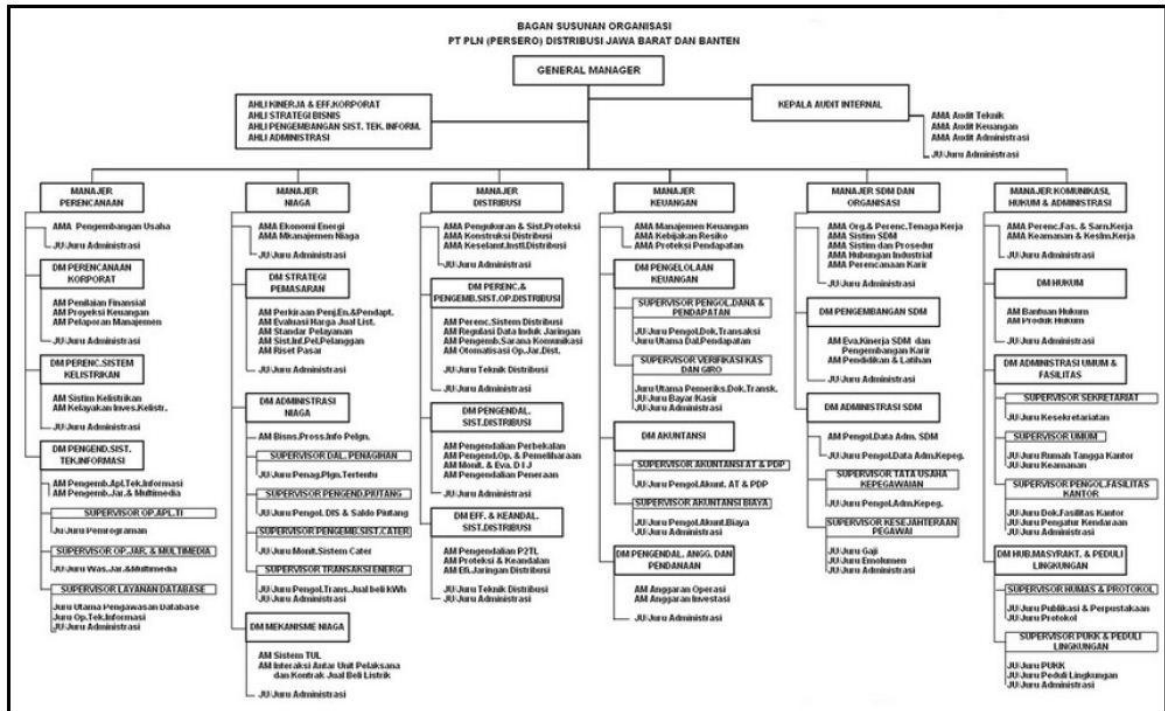 BAGAN SUSUNAN ORGANISASI
PT PLN (PERSERO) DISTRIBUSI JAWA BARAT DAN BANTEN
GENERAL MANAGER
AHLI KINERJA & EFF.KORPORAT
AHLI STRATEGI BISNIS
AHLI PENGEMBANGAN SIST. TEK. INFORM.
AHLI ADMINISTRASI
KEPALA AUDIT INTERNAL
AMA Audit Teknik
AMA Audit Keuangan
AMA Audit Administrasi
JU/Juru Administrasi
MANAJER
PERENCANAAN
AMA Pengembangan Usaha
JU/Juru Administrasi
DM PERENCANAAN
KORPORAT
AM Penilaian Finansial
AM Proyeksi Keuangan
AM Pelaporan Manajemen
JU/Juru Administrasi
DM PERENC.SISTEM
KELISTRIKAN
AM Sistim Kelistrikan
AM Kelayakan Inves.Kelistr.
JU/Juru Administrasi
DM PENGEND.SIST.
TEK.INFORMASI
AM Pengemb.Apl.Tek.Informasi
AM Pengemb.Jar.& Multimedia
SUPERVISOR OP.APL.TI
JU/Juru Pemrograman
SUPERVISOR OP.JAR. & MULTIMEDIA
JU/Juru Was.Jar.&Multimedia
SUPERVISOR LAYANAN DATABASE
Juru Utama Pengawasan Database
Juru Op.Tek.Informasi
JU/Juru Administrasi
MANAJER
NIAGA
AMA Ekonomi Energi
AMA Mkanajemen Niaga
JU/Juru Administrasi
DM STRATEGI
PEMASARAN
AM Perkiraan Penj.En.&Pendapt.
AM Evaluasi Harga Jual List.
AM Standar Pelayanan
AM Sist.Inf.Pel.Pelanggan
AM Riset Pasar
JU/Juru Administrasi
DM ADMINISTRASI
NIAGA
AM Bisns.Pross.Info Pelgn.
SUPERVISOR DAL. PENAGIHAN
JU/Juru Penag.Plgn.Tertentu
SUPERVISOR PENGEND.PIUTANG
JU/Juru Pengol. DIS & Saldo Piutang
SUPERVISOR PENGEMB.SIST.CATER
JU/Juru Monit.Sistem Cater
SUPERVISOR TRANSAKSI ENERGI
JU/Juru Pengol.Trans.Jual beli KWh
JU/Juru Administrasi
DM MEKANISME NIAGA
AM Sistem TUL
AM Interaksi Antar Unit Pelaksana
dan Kontrak Jual Beli Listrik
JU/Juru Administrasi
MANAJER
DISTRIBUSI
AMA Pengukuran & Sist.Proteksi
AMA Konstruksi Distribusi
AMA Keselamt.Instl.Distribusi
JU/Juru Administrasi
DM PERENC.&
PENGEMB.SIST.OP.DISTRIBUSI
AM Perenc.Sistem Distribusi
AM Regulasi Data Induk Jaringan
AM Pengemb.Sarana Komunikasi
AM Otomatisasi Op.Jar.Dist.
JU/Juru Teknik Distribusi
JU/Juru Administrasi
DM PENGENDAL.
SIST.DISTRIBUSI
AM Pengendalian Perbekalan
AM Pengend.Op. & Pemeliharaan
AM Monit. & Eva. D I J
AM Pengendalian Peneraan
JU/Juru Administrasi
DM EFF. & KEANDAL.
SIST.DISTRIBUSI
AM Pengendalian P2TL
AM Proteksi & Keandalan
AM Efi.Jaringan Distribusi
JU/Juru Teknik Distribusi
JU/Juru Administrasi
MANAJER
KEUANGAN
AMA Manajemen Keuangan
AMA Kebijakan Resiko
AMA Proteksi Pendapatan
JU/Juru Administrasi
DM PENGELOLAAN
KEUANGAN
SUPERVISOR PENGOL.DANA &
PENDAPATAN
JU/Juru Pengol.Dok.Transaksi
Juru Utama Dal.Pendapatan
SUPERVISOR VERIFIKASI KAS
DAN GIRO
Juru Utama Pemeriks.Dok.Transk.
Juru Bayar/Kasir
JU/Juru Administrasi
DM AKUNTANSI
SUPERVISOR AKUNTANSI AT & PDP
JU/Juru Pengol.Akunt. AT & PDP
SUPERVISOR AKUNTANSI BIAYA
JU/Juru Pengol.Akunt.Biaya
JU/Juru Administrasi
DM PENGENDAL. ANGG. DAN
PENDANAAN
AM Anggaran Operasi
AM Anggaran Investasi
JU/Juru Administrasi
MANAJER SDM DAN
ORGANISASI
AMA Org.& Perenc.Tenaga Kerja
AMA Sistim SDM
AMA Sistim dan Prosedur
AMA Hubungan Industrial
AMA Perencanaan Karir
JU/Juru Administrasi
DM PENGEMBANGAN SDM
AM Eva.Kinerja SDM dan
Pengembangan Karir
AM Pendidikan & Latihan
JU/Juru Administrasi
DM ADMINISTRASI SDM
AM Pengol.Data Adm. SDM
JU/Juru Pengol.Data Adm.Kepeg.
SUPERVISOR TATA USAHA
KEPEGAWAIAN
JU/Juru Pengol.Adm.Kepeg.
SUPERVISOR KESEJAHTERAAN
PEGAWAI
JU/Juru Gaji
JU/Juru Emolumen
JU/Juru Administrasi
MANAJER KOMUNIKASI,
HUKUM & ADMINISTRASI
AMA Perenc.Fas. & Sarn.Kerja
AMA Keamanan & Keslm.Kerja
JU/Juru Administrasi
DM HUKUM
AM Bantuan Hukum
AM Produk Hukum
JU/Juru Administrasi
DM ADMINISTRASI UMUM &
FASILITAS
SUPERVISOR SEKRETARIAT
JU/Juru Kesekretariatan
SUPERVISOR UMUM
JU/Juru Rumah Tangga Kantor
JU/Juru Keamanan
SUPERVISOR PENGOL.FASILITAS
KANTOR
JU/Juru Dok.Fasilitas Kantor
JU/Juru Pengatur Kendaraan
JU/Juru Administrasi
DM HUB.MASYRAKT. & PEDULI
LINGKUNGAN
SUPERVISOR HUMAS & PROTOKOL
JU/Juru Publikasi & Perpustakaan
JU/Juru Protokol
SUPERVISOR PUKK & PEDULI
LINGKUNGAN
JU/Juru PUKK
JU/Juru Peduli Lingkungan
JU/Juru Administrasi